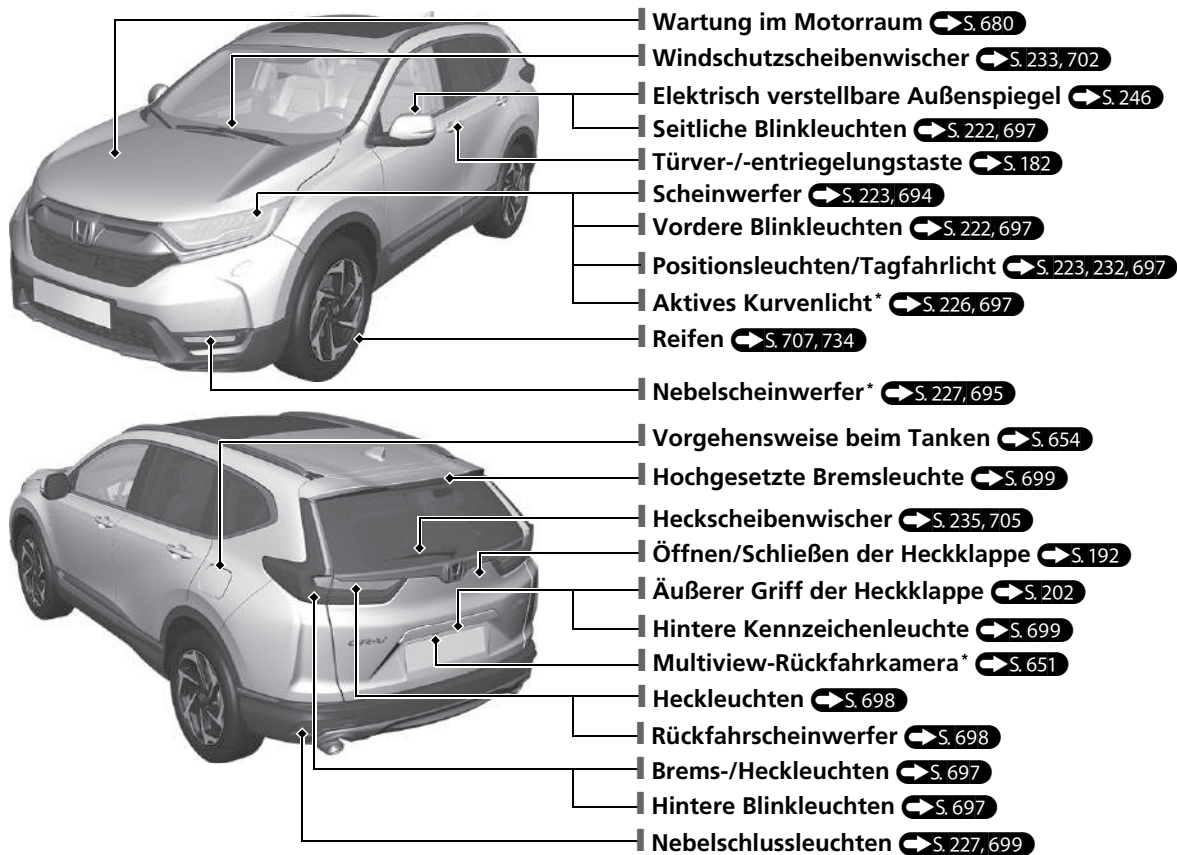 Wartung im Motorraum S. 680
Windschutzscheibenwischer S. 233, 702
Elektrisch verstellbare Außenspiegel S. 246
Seitliche Blinkleuchten S. 222, 697
Türver-/-entriegelungstaste S. 182
Scheinwerfer S. 223, 694
Vordere Blinkleuchten S. 222, 697
Positionsleuchten/Tagfahrlicht S. 223, 232, 697
Aktives Kurvenlicht* S. 226, 697
Reifen S. 707, 734
Nebelscheinwerfer* S. 227, 695
Vorgehensweise beim Tanken S. 654
Hochgesetzte Bremsleuchte S. 699
Heckscheibenwischer S. 235, 705
Öffnen/Schließen der Heckklappe S. 192
Äußerer Griff der Heckklappe S. 202
Hintere Kennzeichenleuchte S. 699
Multiview-Rückfahrkamera* S. 651
Heckleuchten S. 698
Rückfahrscheinwerfer S. 698
Brems-/Heckleuchten S. 697
Hintere Blinkleuchten S. 697
Nebelschlussleuchten S. 227, 699
CR-V